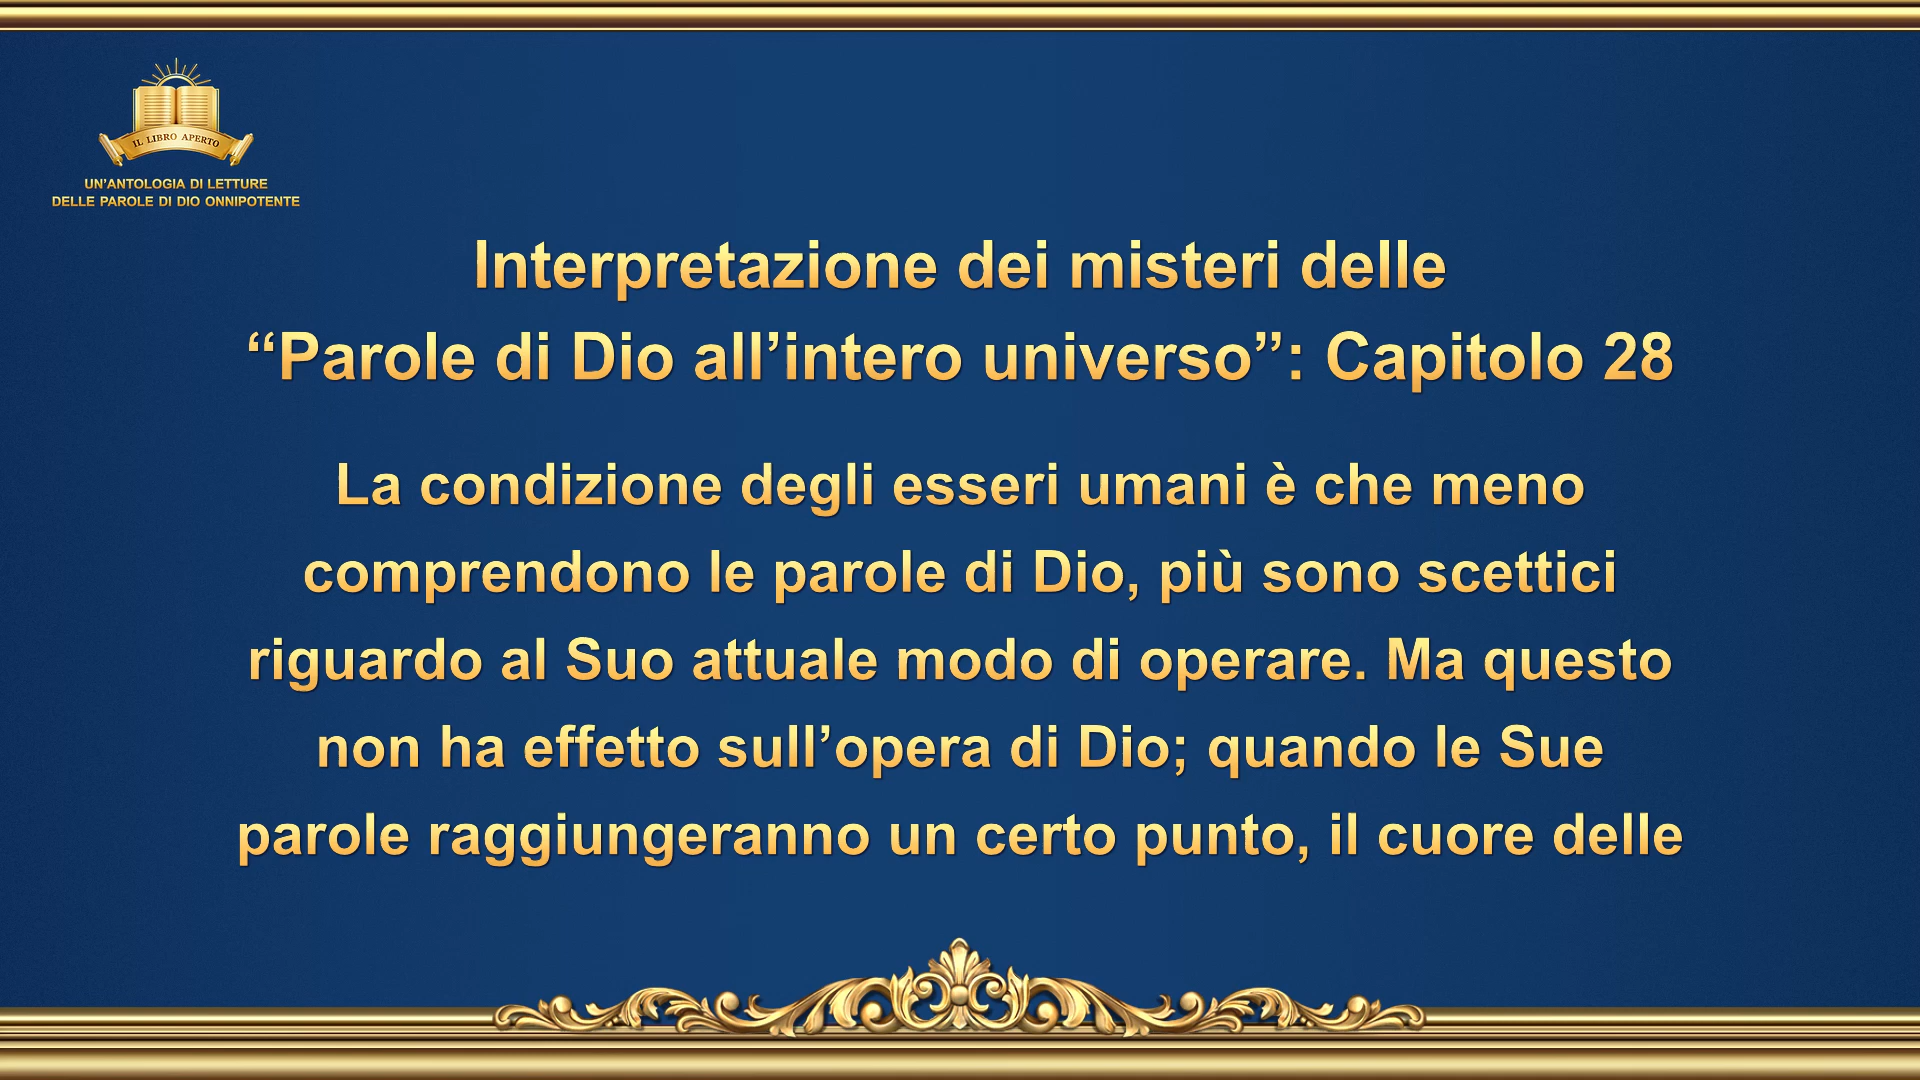 IL LIBRO APERTO
UN’ANTOLOGIA DI LETTURE
DELLE PAROLE DI DIO ONNIPOTENTE
Interpretazione dei misteri delle
“Parole di Dio all’intero universo”: Capitolo 28
La condizione degli esseri umani è che meno
comprendono le parole di Dio, più sono scettici
riguardo al Suo attuale modo di operare. Ma questo
non ha effetto sull’opera di Dio; quando le Sue
parole raggiungeranno un certo punto, il cuore delle